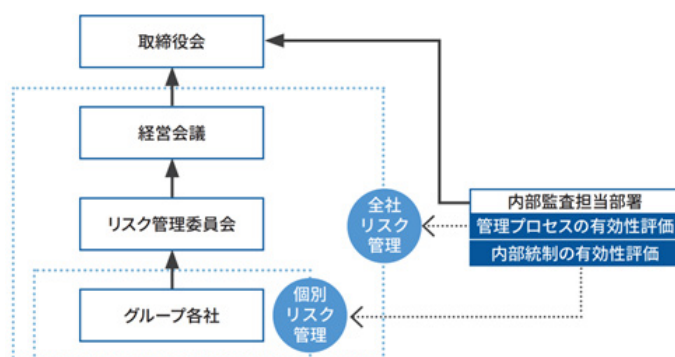 取締役会
経営会議
リスク管理委員会
グループ各社
全社
リスク
管理
個別
リスク
管理
内部監査担当部署
管理プロセスの有効性評価
内部統制の有効性評価